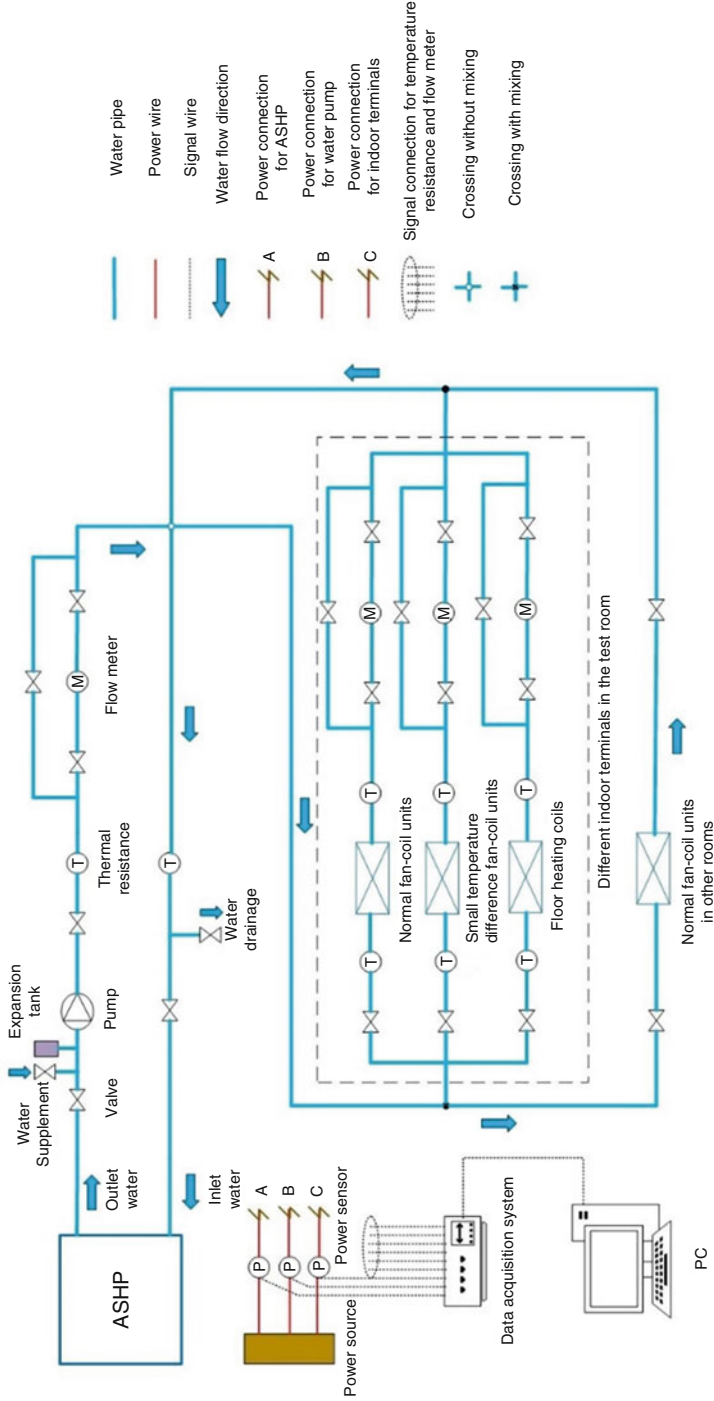 Water
Supplement
Expansion
tank
Valve
Pump
Thermal
resistance
T
M
Flow meter
ASHP
Outlet
water
Inlet
water
T
Water
drainage
Power source
P
P
P
A
B
C
Power sensor
Data acquisition system
PC
T
T
M
Normal fan-coil units
T
T
M
Small temperature
difference fan-coil units
T
T
M
Floor heating coils
Different indoor terminals in the test room
Normal fan-coil units
in other rooms
Water pipe
Power wire
Signal wire
Water flow direction
A
Power connection
for ASHP
B
Power connection
for water pump
C
Power connection
for indoor terminals
Signal connection for temperature
resistance and flow meter
Crossing without mixing
Crossing with mixing